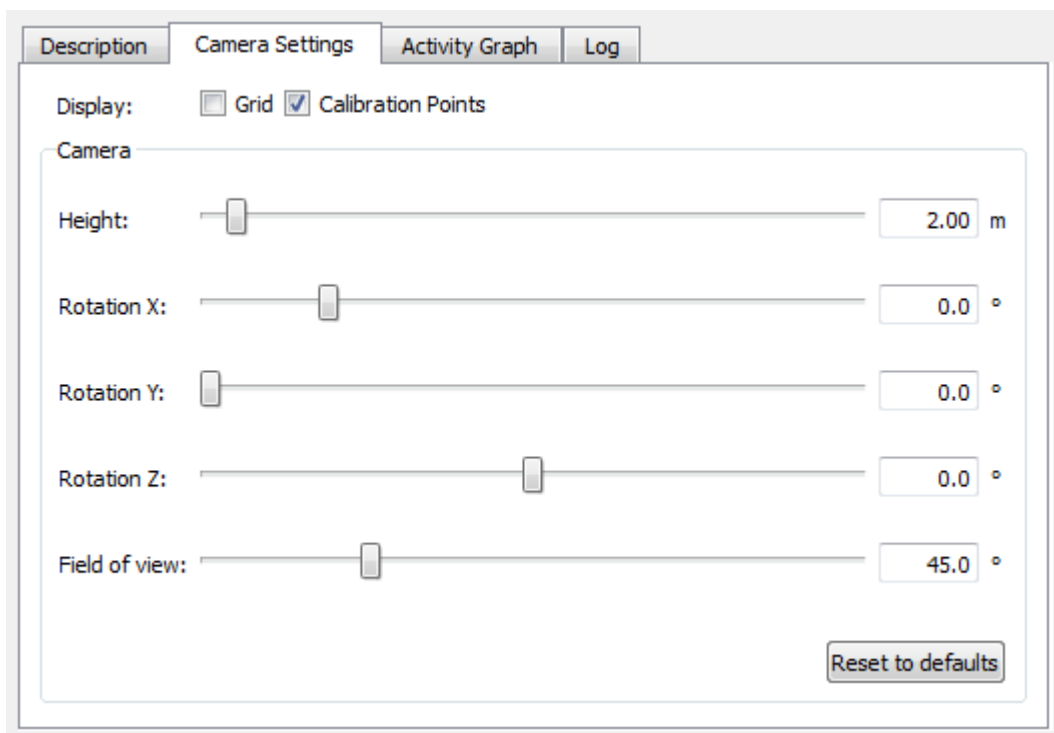 Description Camera Settings Activity Graph Log
Display: Grid Calibration Points
Camera
Height: 2.00 m
Rotation X: 0.0 °
Rotation Y: 0.0 °
Rotation Z: 0.0 °
Field of view: 45.0 °
Reset to defaults